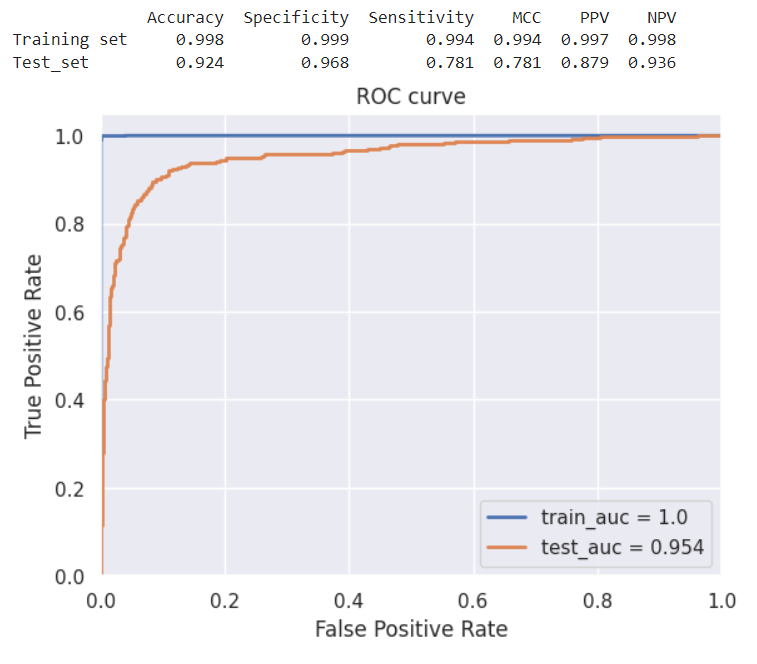 Accuracy Specificity Sensitivity MCC PPV NPV
Training set 0.998 0.999 0.994 0.994 0.997 0.998
Test_set 0.924 0.968 0.781 0.781 0.879 0.936
ROC curve
1.0
0.8
0.6
0.4
0.2
0.0
True Positive Rate
train_auc = 1.0
test_auc = 0.954
0.0 0.2 0.4 0.6 0.8 1.0
False Positive Rate